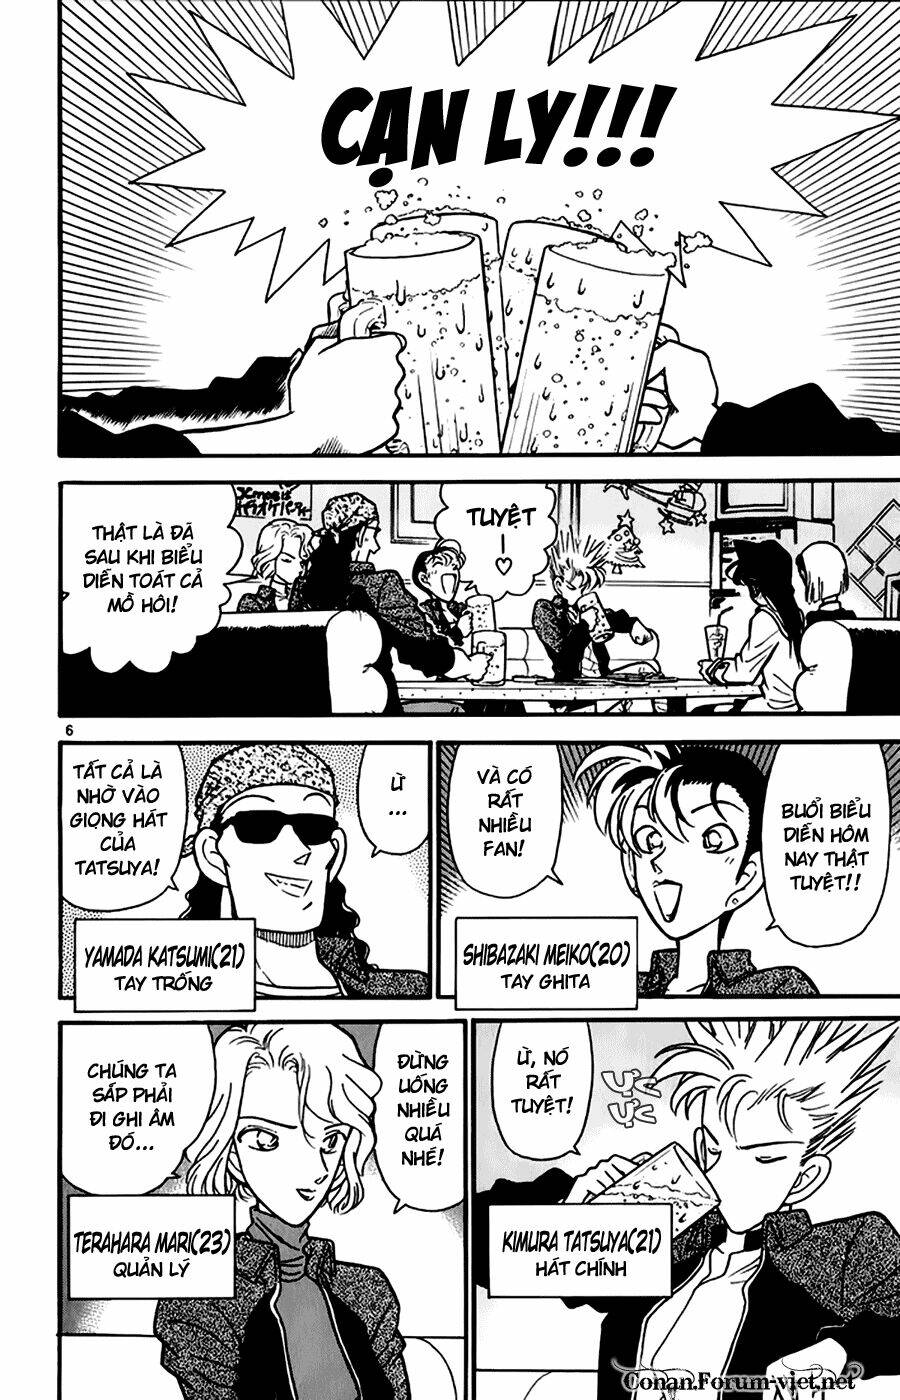 CẠN LY!!!
THẬT LÀ ĐÃ
SAU KHI BIỂU
DIỄN TOÁT CẢ
MỒ HÔI!
Xmas is
TUYỆT
—
♡
6
BUỔI BIỂU
DIỄN HÔM
NAY THẬT
TUYỆT!!
VÀ CÓ
RẤT
NHIỀU
FAN!
SHIBAZAKI MEIKO(20)
TAY GHITA
Ừ
...
TẤT CẢ LÀ
NHỜ VÀO
GIỌNG HÁT
CỦA
TATSUYA!
YAMADA KATSUMI(21)
TAY TRỐNG
Ừ, NÓ
RẤT
TUYỆT!
ỰC
ỰC
KIMURA TATSUYA(21)
HÁT CHÍNH
ĐỪNG
UỐNG
NHIỀU
QUÁ
NHÉ!
CHÚNG TA
SẮP PHẢI
ĐI GHI ÂM
ĐÓ...
TERAHARA MARI(23)
QUẢN LÝ
Conan.Forum-viet.net